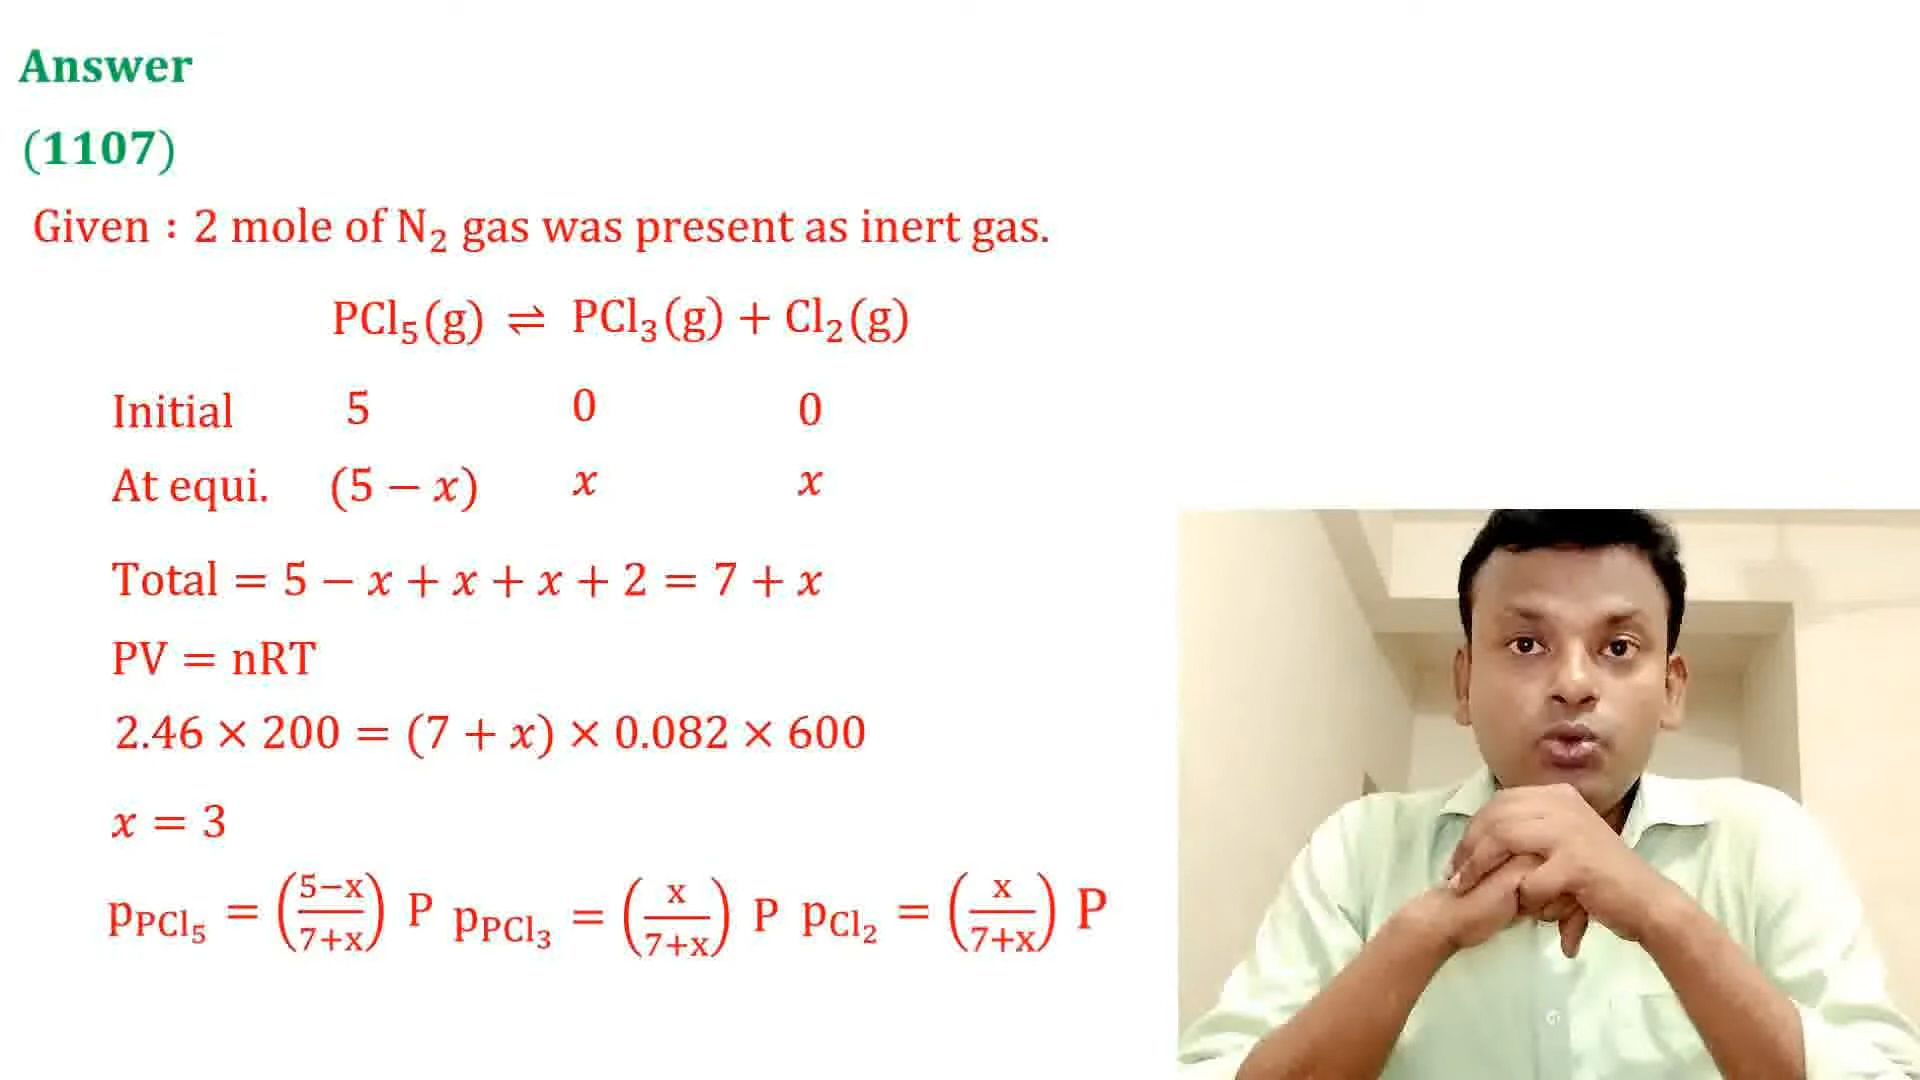 Answer
(1107)
Given : 2 mole of N₂ gas was present as inert gas.
PCl₅(g) ⇌ PCl₃(g) + Cl₂(g)
Initial 5 0 0
At equi. (5 − x) x x
Total = 5 − x + x + x + 2 = 7 + x
PV = nRT
2.46 × 200 = (7 + x) × 0.082 × 600
x = 3
p_PCl₅ = ((5−x)/(7+x)) P p_PCl₃ = (x/(7+x)) P p_Cl₂ = (x/(7+x)) P